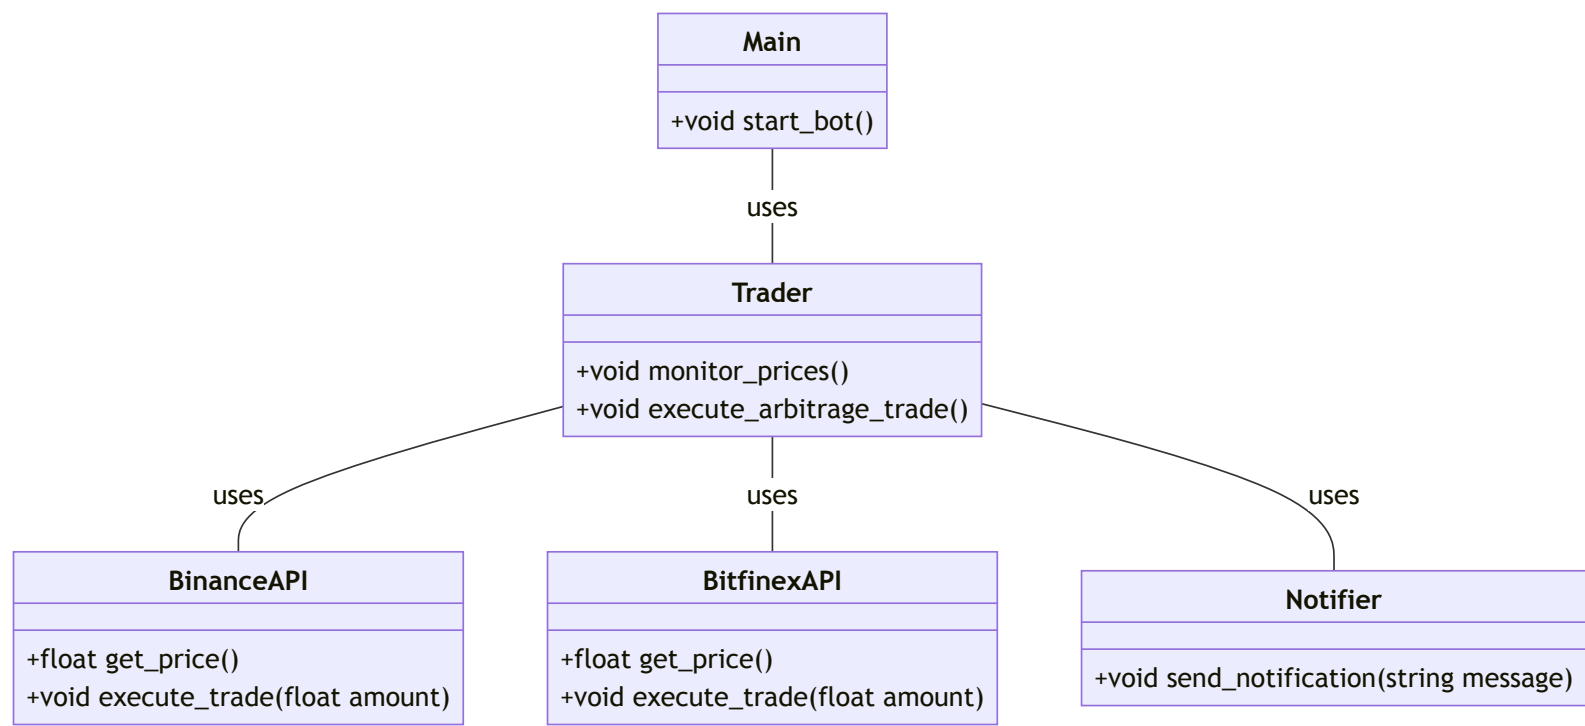 Main
+void start_bot()
uses
Trader
+void monitor_prices()
+void execute_arbitrage_trade()
uses
uses
uses
BinanceAPI
+float get_price()
+void execute_trade(float amount)
BitfinexAPI
+float get_price()
+void execute_trade(float amount)
Notifier
+void send_notification(string message)